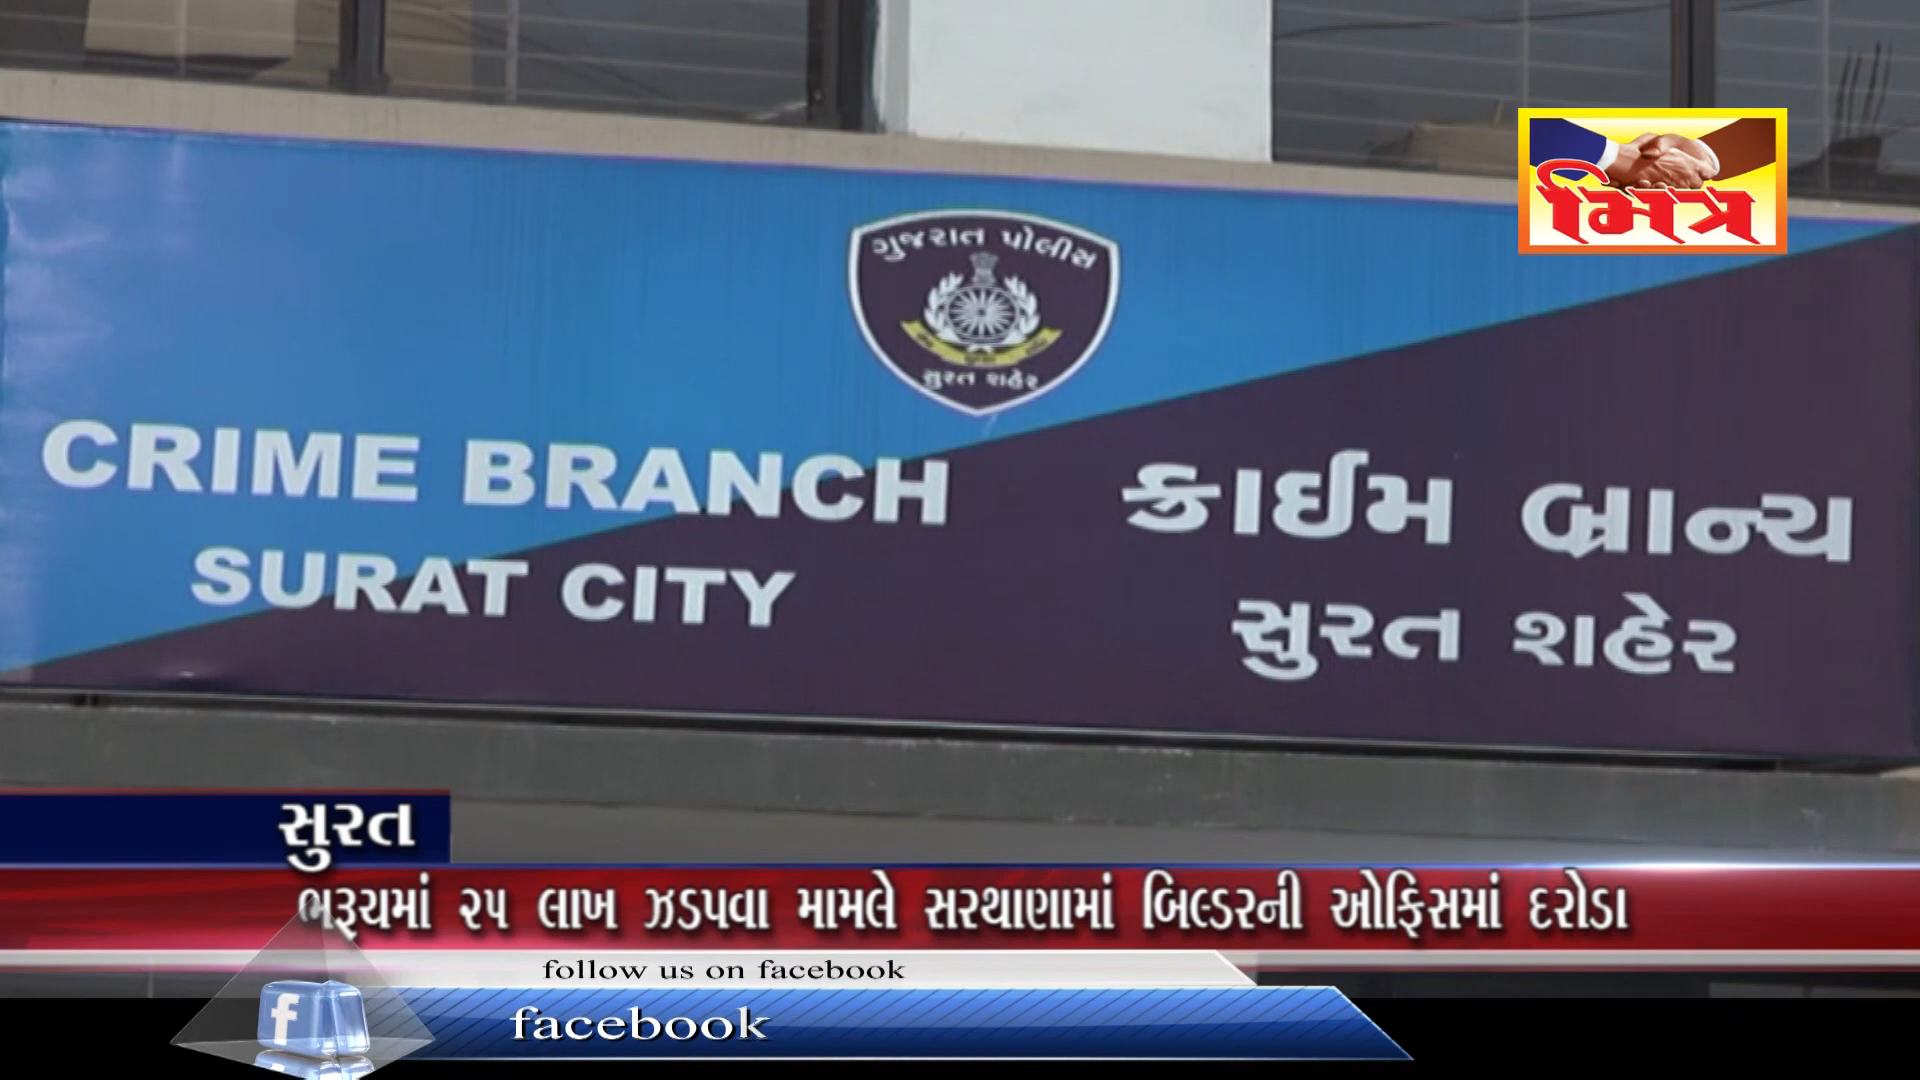 મિત્ર
ગુજરાત પોલીસ
સુરત શહેર
CRIME BRANCH
SURAT CITY
ક્રાઈમ બ્રાન્ચ
સુરત શહેર
સુરત
ભરૂચમાં ૨૫ લાખ ઝડપવા મામલે સરથાણામાં બિલ્ડરની ઓફિસમાં દરોડા
follow us on facebook
f
facebook